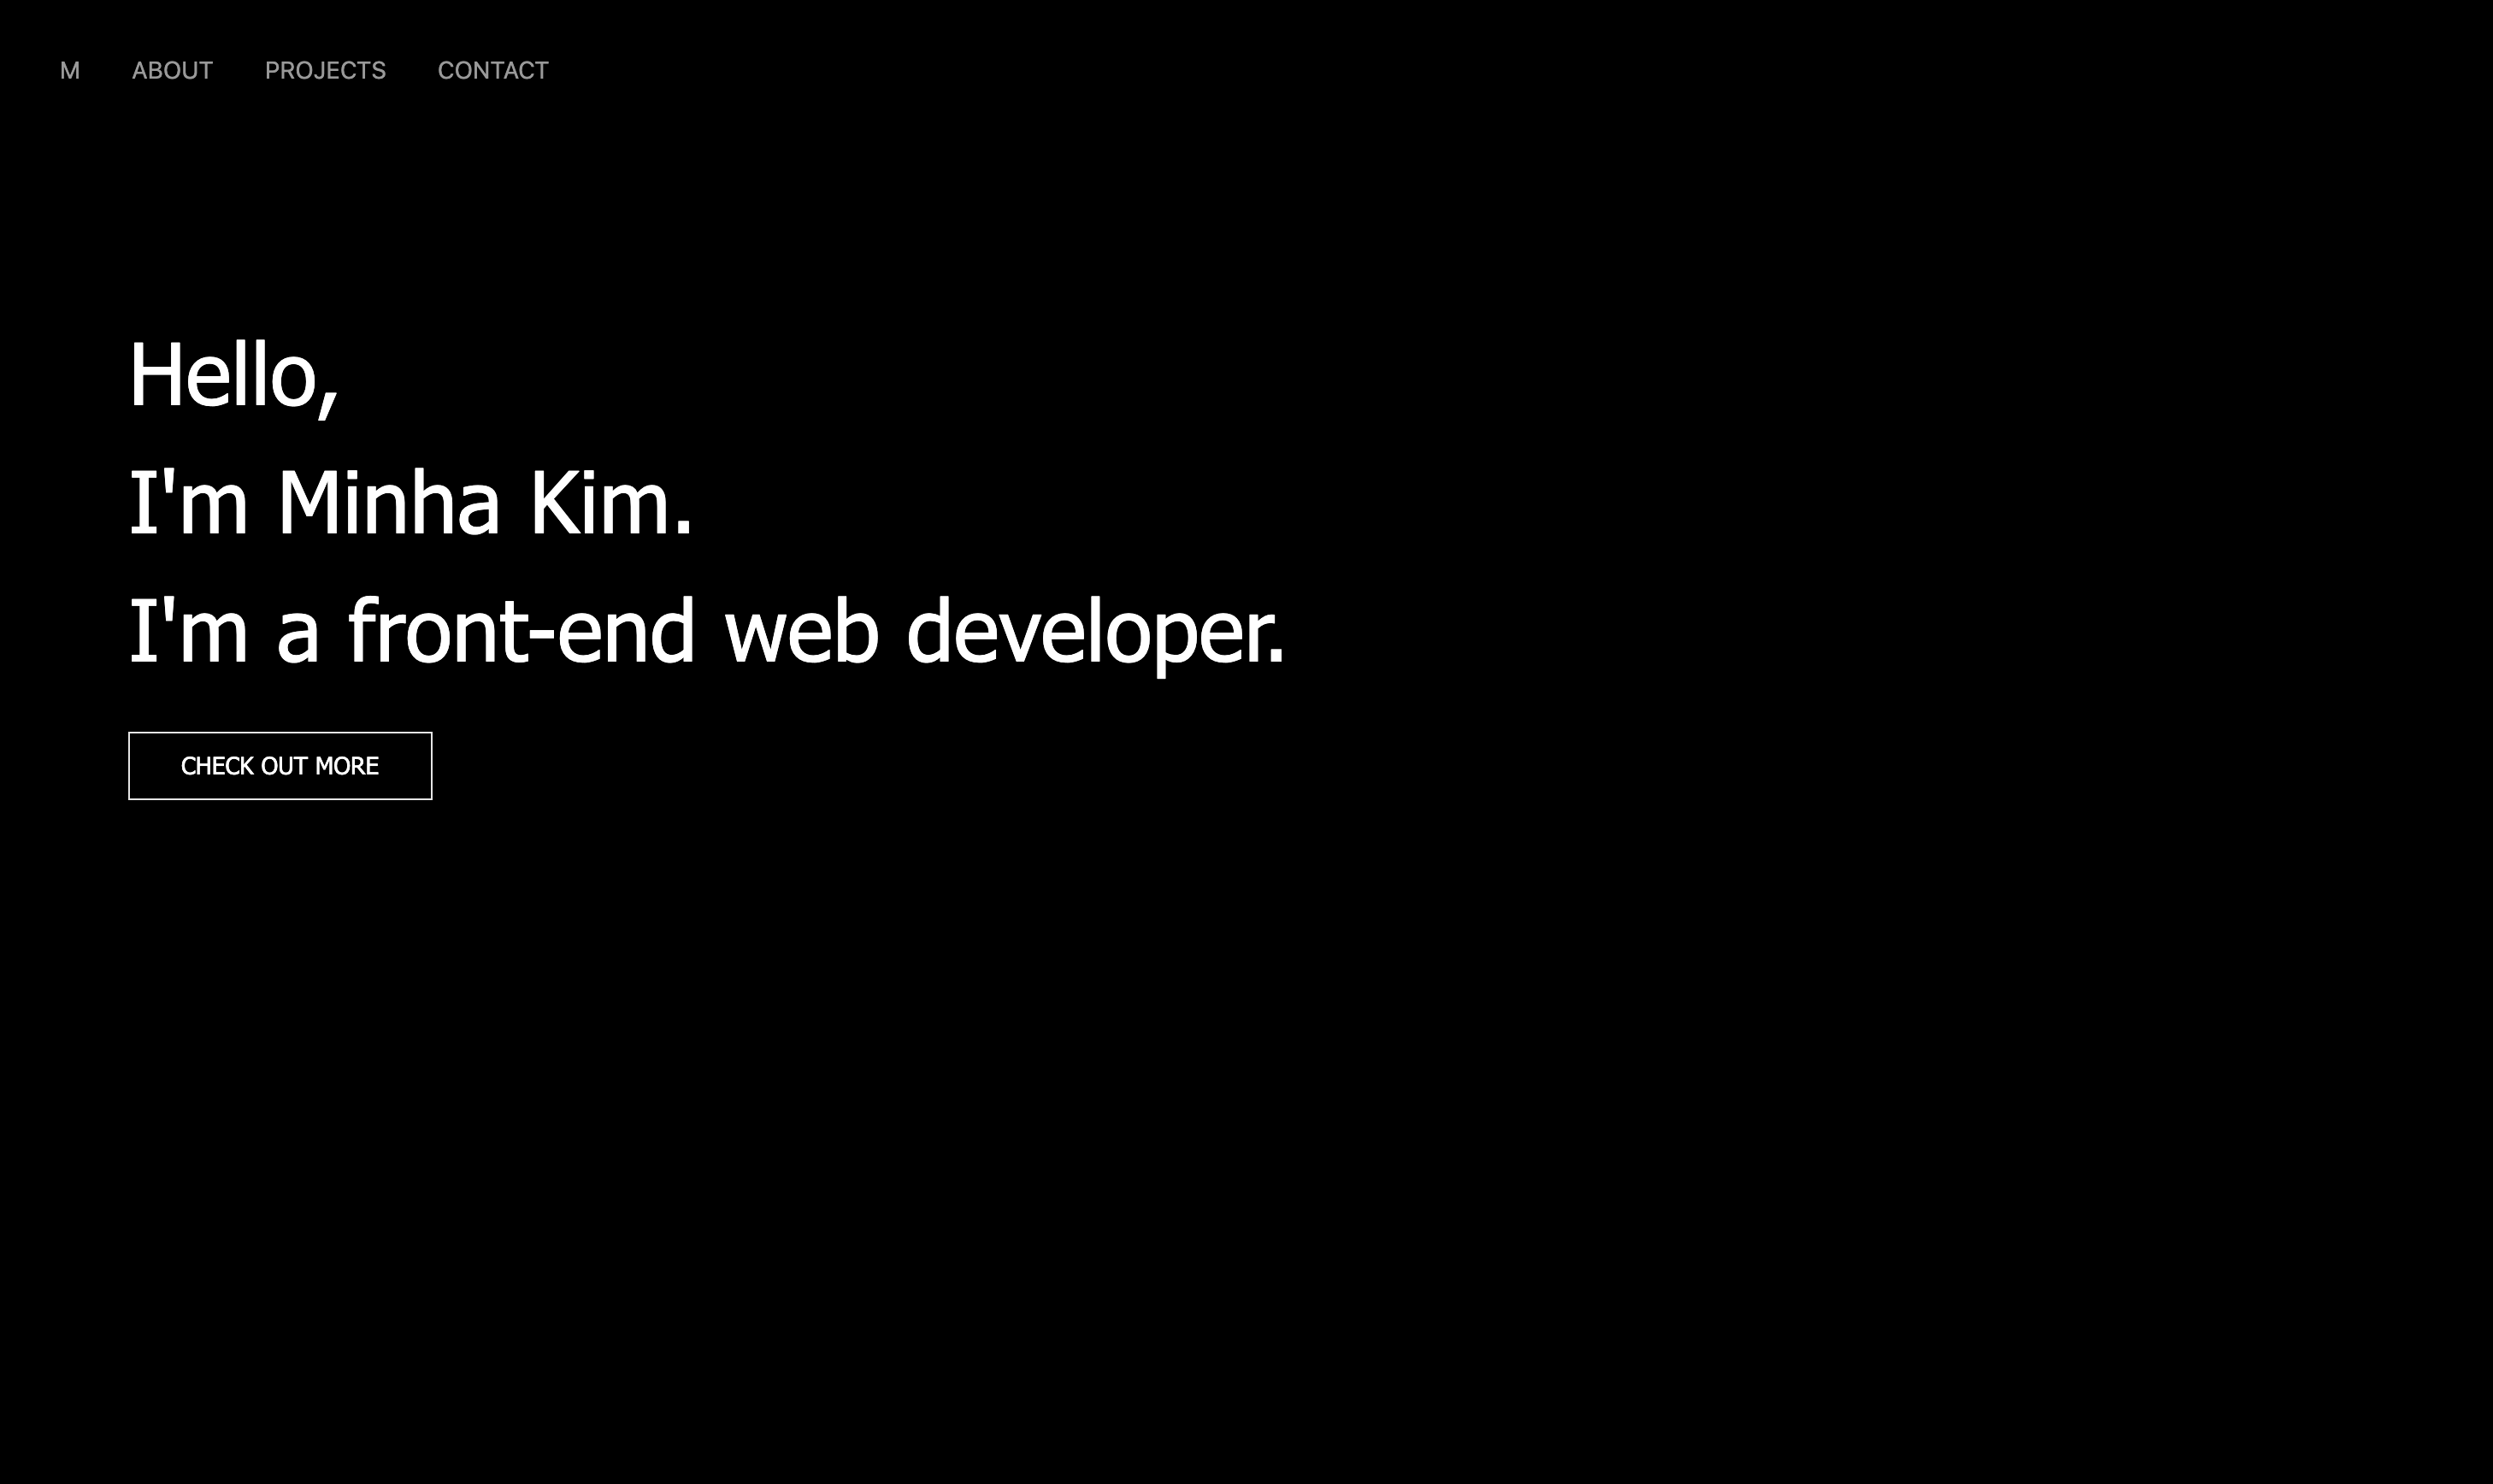 M ABOUT PROJECTS CONTACT
Hello,
I'm Minha Kim.
I'm a front-end web developer.
CHECK OUT MORE